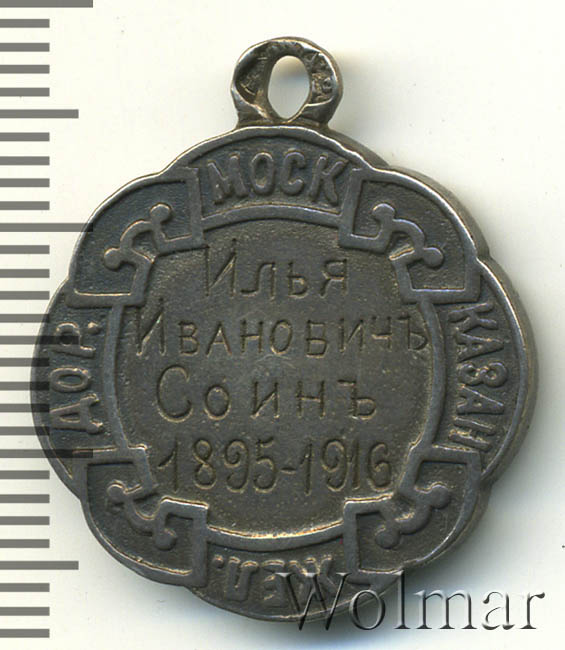 МОСК
КАЗАН
ЖЕЛ.
ДОР.
Илья
Ивановичъ
Соинъ
1895-1916
Wolmar